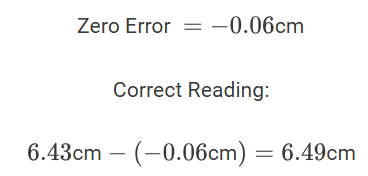 Zero Error = −0.06cm
Correct Reading:
6.43cm − (−0.06cm) = 6.49cm